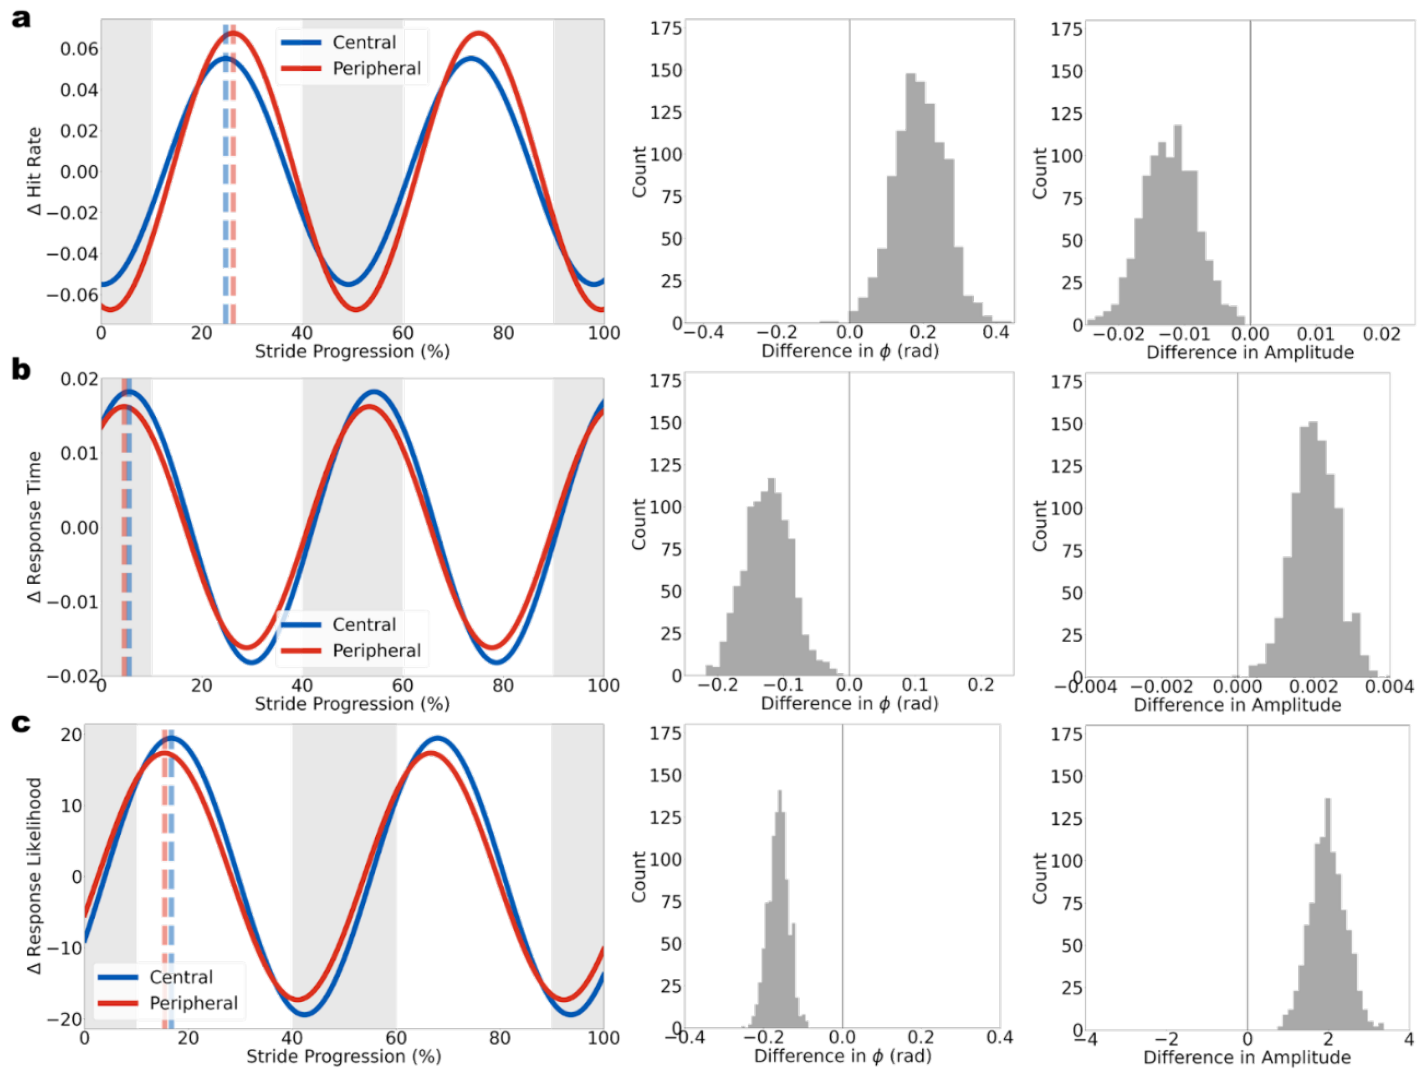 a
0.06
0.04
0.02
0.00
−0.02
−0.04
−0.06
Δ Hit Rate
Central
Peripheral
0 20 40 60 80 100
Stride Progression (%)
175
150
125
100
75
50
25
0
Count
−0.4 −0.2 0.0 0.2 0.4
Difference in ϕ (rad)
175
150
125
100
75
50
25
0
Count
−0.02 −0.01 0.00 0.01 0.02
Difference in Amplitude
b
0.02
0.01
0.00
−0.01
−0.02
Δ Response Time
Central
Peripheral
0 20 40 60 80 100
Stride Progression (%)
175
150
125
100
75
50
25
0
Count
−0.2 −0.1 0.0 0.1 0.2
Difference in ϕ (rad)
175
150
125
100
75
50
25
0
Count
−0.004 −0.002 0.000 0.002 0.004
Difference in Amplitude
c
20
10
0
−10
−20
Δ Response Likelihood
Central
Peripheral
0 20 40 60 80 100
Stride Progression (%)
175
150
125
100
75
50
25
0
Count
−0.4 −0.2 0.0 0.2 0.4
Difference in ϕ (rad)
175
150
125
100
75
50
25
0
Count
−4 −2 0 2 4
Difference in Amplitude